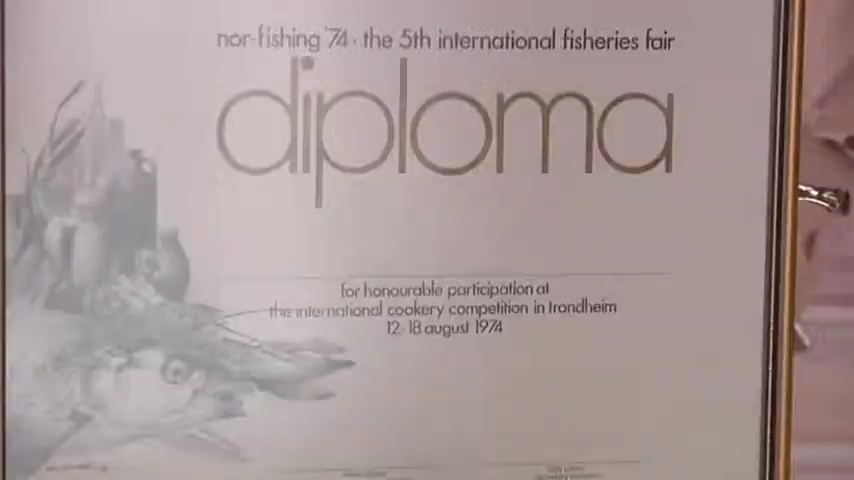 nor-fishing '74 · the 5th international fisheries fair
diploma
for honourable participation at
the international cookery competition in trondheim
12-18 august 1974